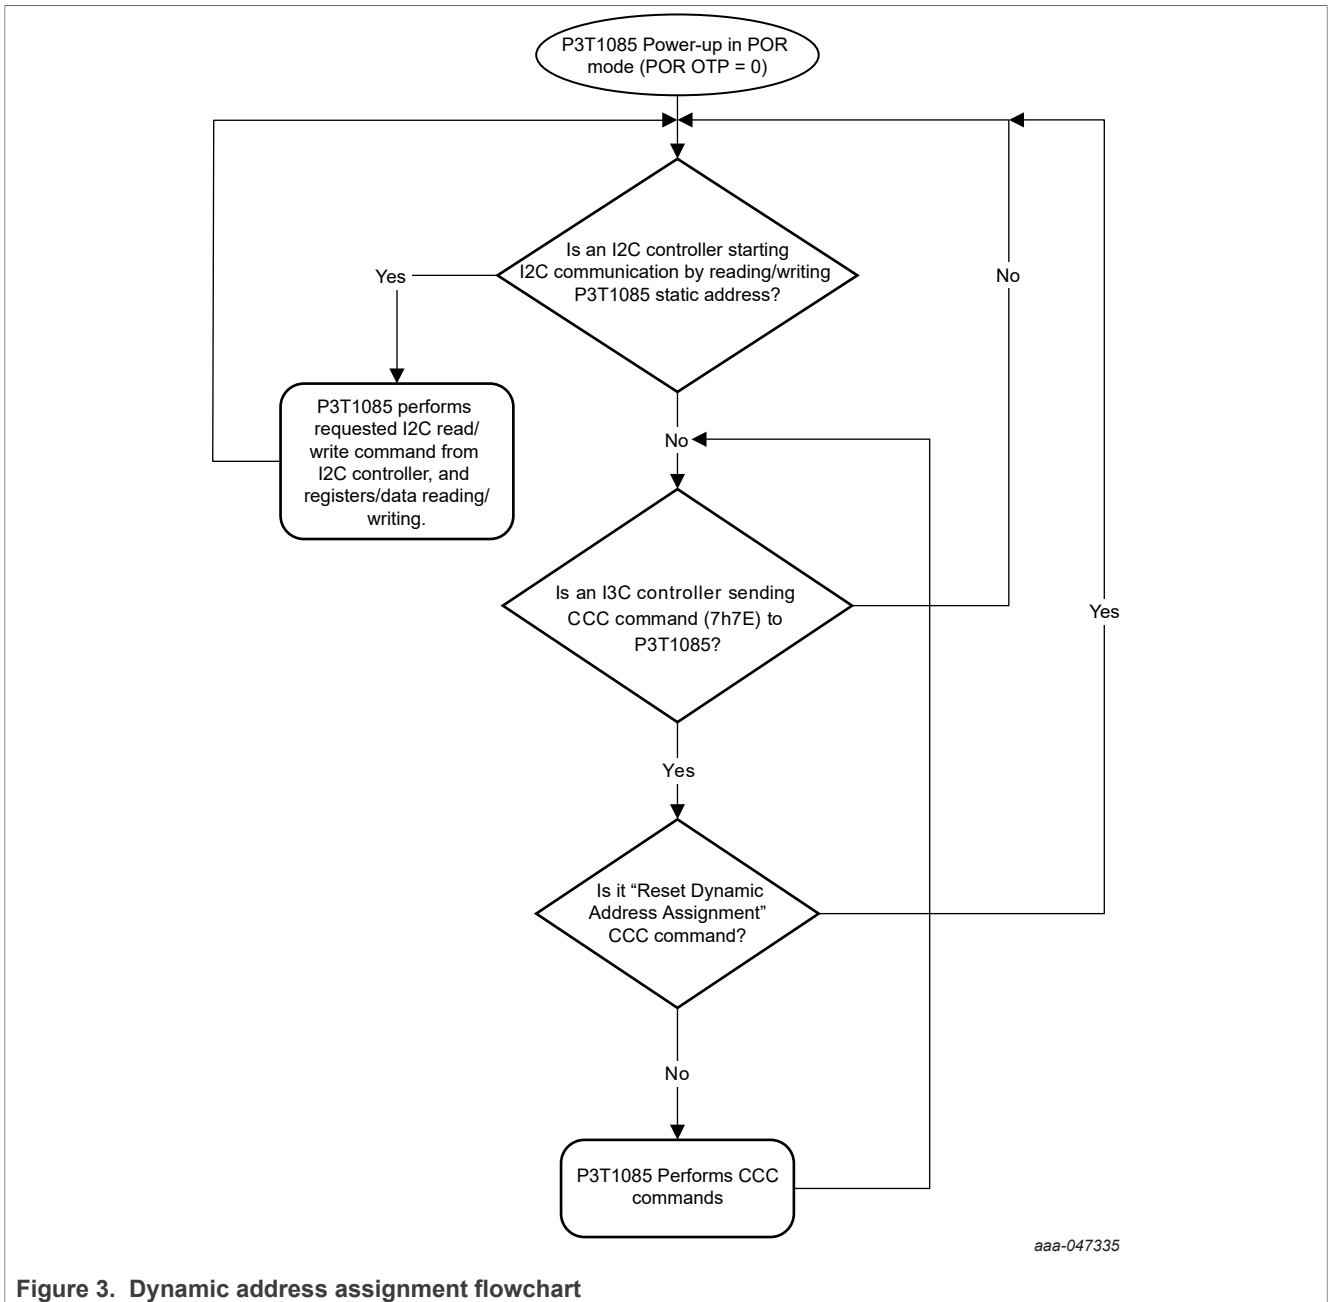 P3T1085 Power-up in POR
mode (POR OTP = 0)
Is an I2C controller starting
I2C communication by reading/writing
P3T1085 static address?
Yes
No
P3T1085 performs
requested I2C read/
write command from
I2C controller, and
registers/data reading/
writing.
No
Is an I3C controller sending
CCC command (7h7E) to
P3T1085?
Yes
Yes
Is it “Reset Dynamic
Address Assignment”
CCC command?
No
P3T1085 Performs CCC
commands
aaa-047335
Figure 3. Dynamic address assignment flowchart